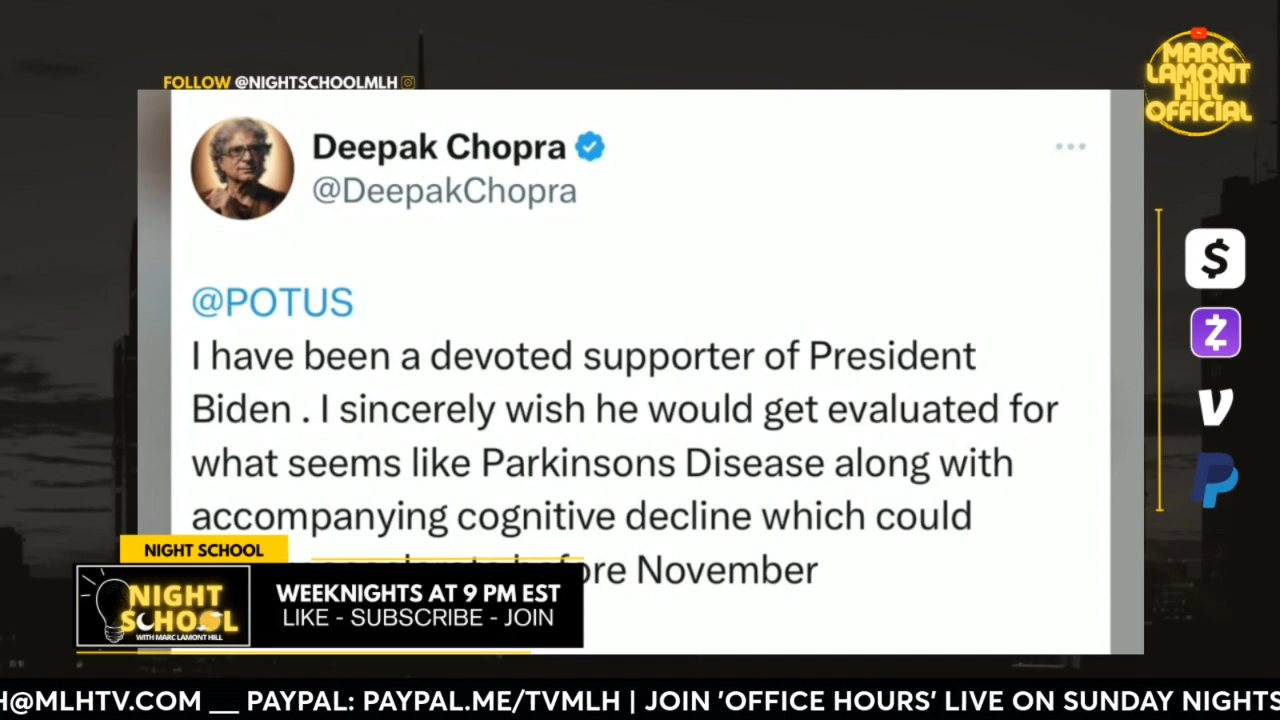 FOLLOW @NIGHTSCHOOLMLH
MARC
LAMONT
HILL
OFFICIAL
Deepak Chopra
@DeepakChopra
@POTUS
I have been a devoted supporter of President
Biden . I sincerely wish he would get evaluated for
what seems like Parkinsons Disease along with
accompanying cognitive decline which could
before November
NIGHT SCHOOL
NIGHT
SCHOOL
WITH MARC LAMONT HILL
WEEKNIGHTS AT 9 PM EST
LIKE - SUBSCRIBE - JOIN
H@MLHTV.COM __ PAYPAL: PAYPAL.ME/TVMLH | JOIN 'OFFICE HOURS' LIVE ON SUNDAY NIGHTS